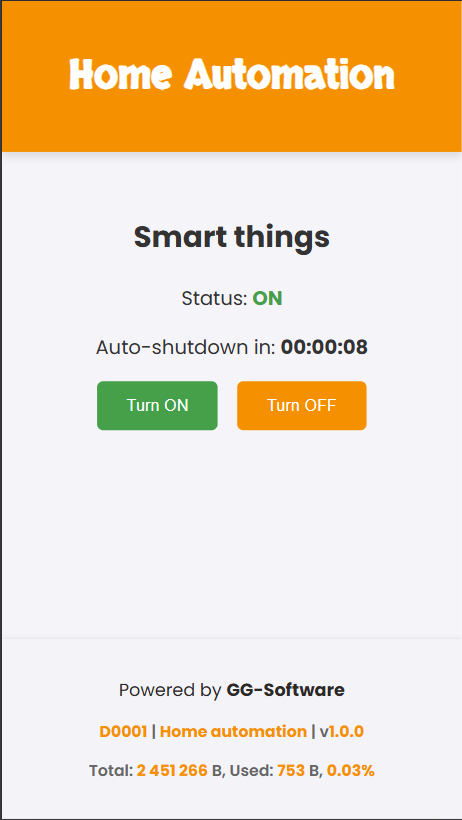 Home Automation
Smart things
Status: ON
Auto-shutdown in: 00:00:08
Turn ON Turn OFF
Powered by GG-Software
D0001 | Home automation | v1.0.0
Total: 2 451 266 B, Used: 753 B, 0.03%